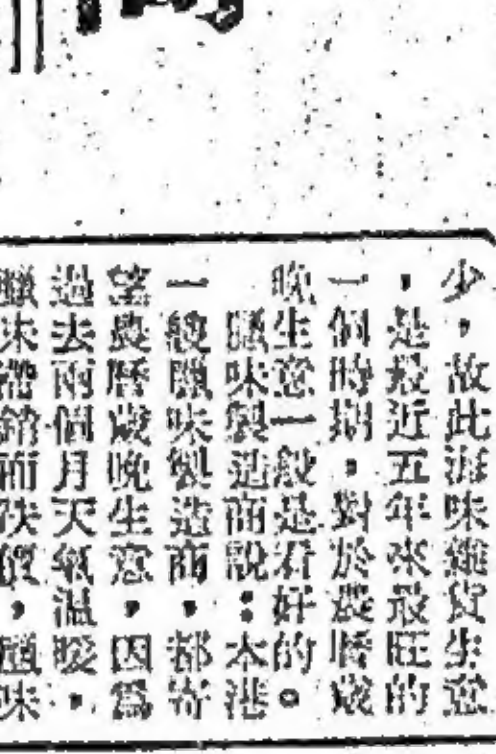 少，故此海味雜貨生意
，是最近五年來最旺的
一個時期，對於農曆歲
晚生意一般是看好的。
臘味製造商說：本港
一般臘味製造商，都寄
望農曆歲晚生意，因爲
過去兩個月天氣溫暖，
臘味滯銷而跌價，臘味